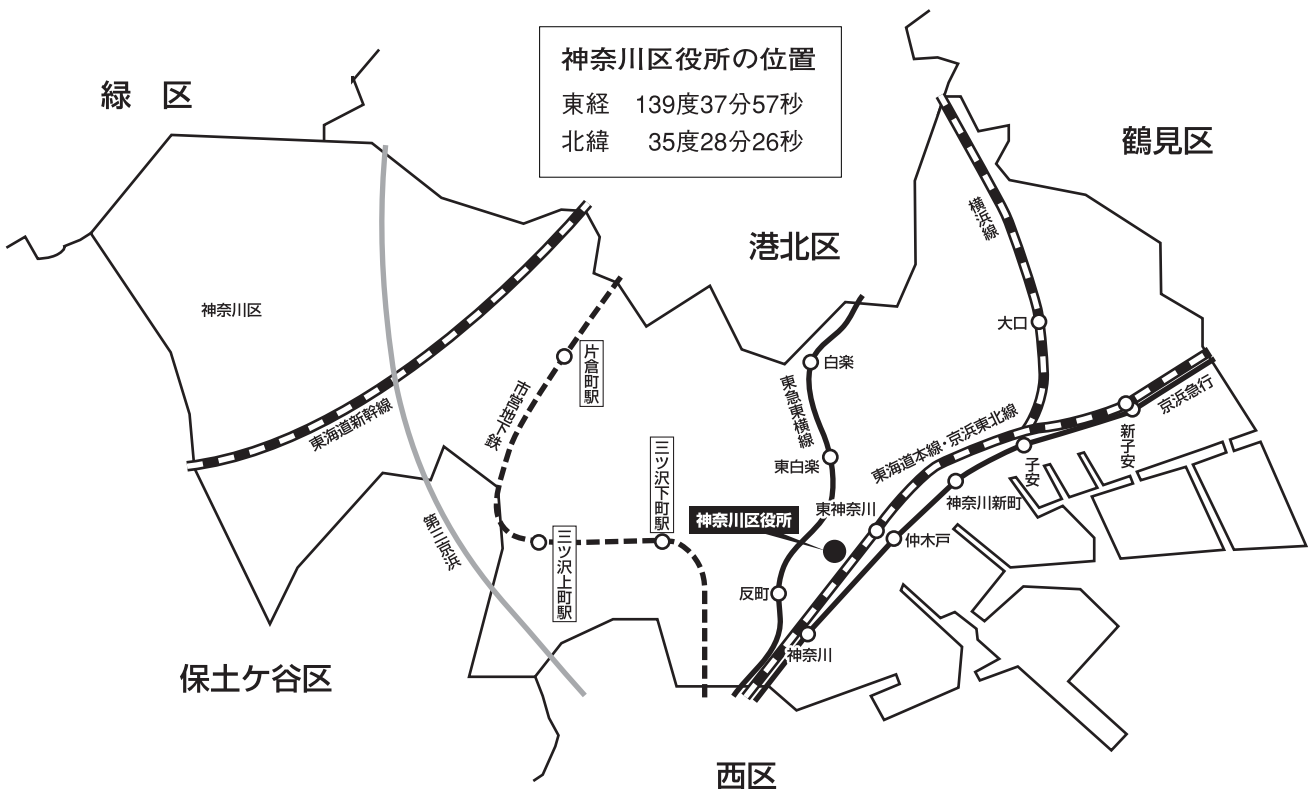 神奈川区役所の位置
東経 139度37分57秒
北緯 35度28分26秒
緑 区
鶴見区
港北区
横浜線
神奈川区
大口
片倉町駅
白楽
市営地下鉄
東急東横線
京浜急行
東海道新幹線
東海道本線・京浜東北線
新子安
子安
三ツ沢下町駅
東白楽
神奈川新町
東神奈川
神奈川区役所
第三京浜
仲木戸
三ツ沢上町駅
反町
神奈川
保土ケ谷区
西区